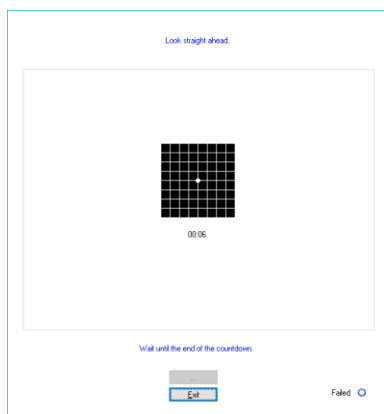 Look straight ahead.
00:06
Wait until the end of the countdown.
...
Exit
Failed